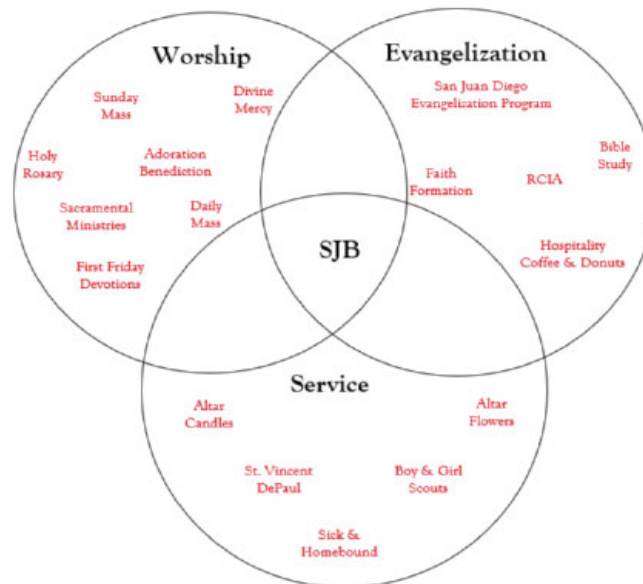 Worship
Evangelization
Sunday
Mass
Divine
Mercy
Holy
Rosary
Adoration
Benediction
Sacramental
Ministries
Daily
Mass
First Friday
Devotions
San Juan Diego
Evangelization Program
Bible
Study
Faith
Formation
RCIA
Hospitality
Coffee & Donuts
SJB
Service
Altar
Candles
Altar
Flowers
St. Vincent
DePaul
Boy & Girl
Scouts
Sick &
Homebound